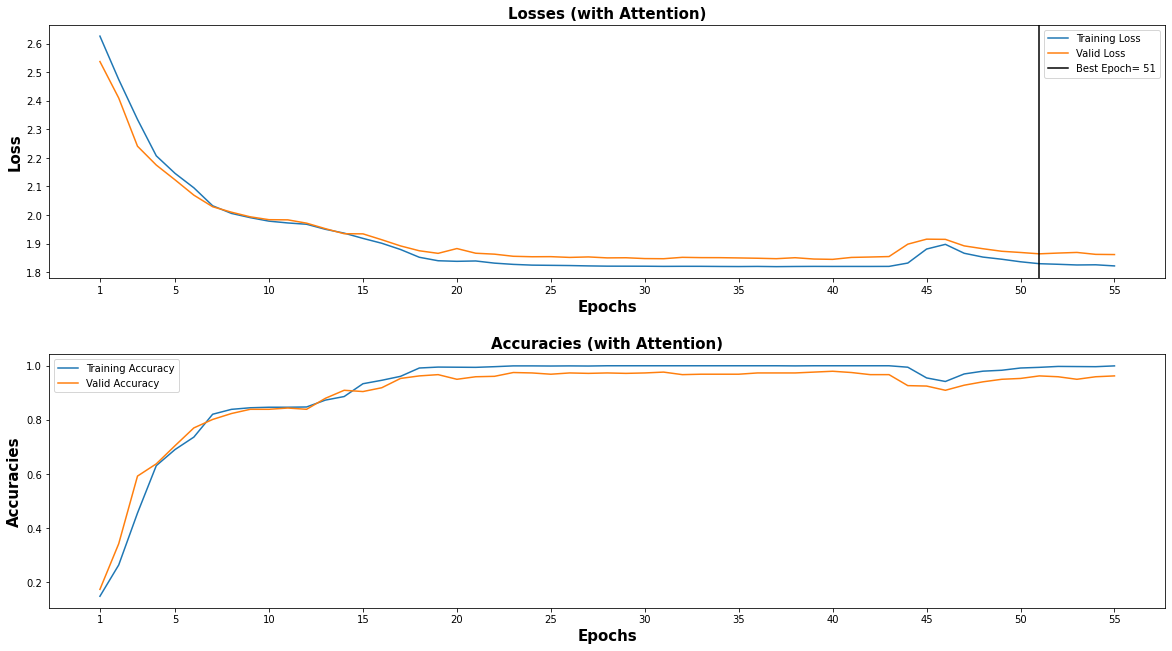 Losses (with Attention)
Loss
2.6
2.5
2.4
2.3
2.2
2.1
2.0
1.9
1.8
Training Loss
Valid Loss
Best Epoch= 51
1 5 10 15 20 25 30 35 40 45 50 55
Epochs
Accuracies (with Attention)
Accuracies
1.0
0.8
0.6
0.4
0.2
Training Accuracy
Valid Accuracy
1 5 10 15 20 25 30 35 40 45 50 55
Epochs